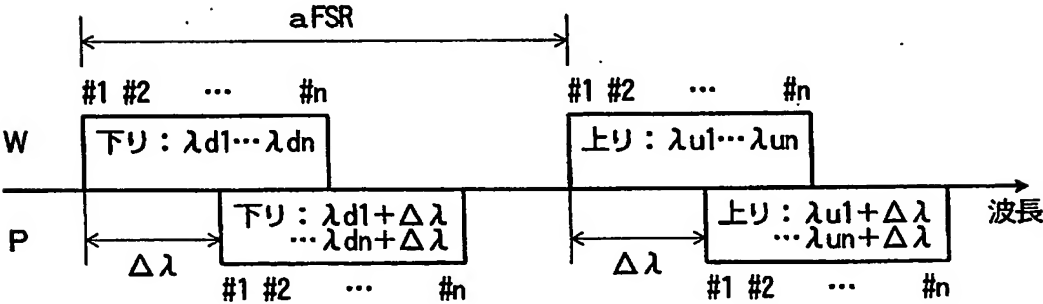 aFSR
#1 #2 … #n #1 #2 … #n
W 下り：λd1…λdn 上り：λu1…λun
波長
P 下り：λd1+Δλ 上り：λu1+Δλ
…λdn+Δλ …λun+Δλ
Δλ Δλ
#1 #2 … #n #1 #2 … #n